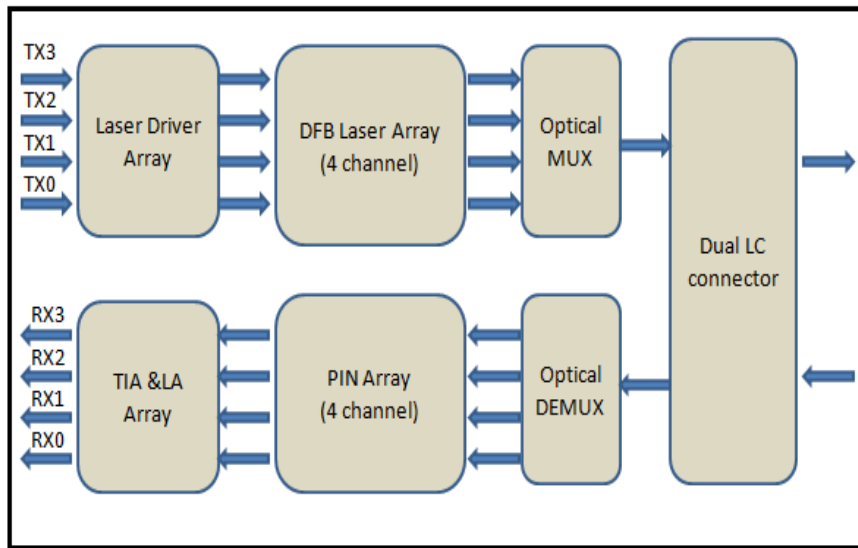 TX3
TX2
TX1
TX0
Laser Driver
Array
DFB Laser Array
(4 channel)
Optical
MUX
Dual LC
connector
RX3
RX2
RX1
RX0
TIA &LA
Array
PIN Array
(4 channel)
Optical
DEMUX